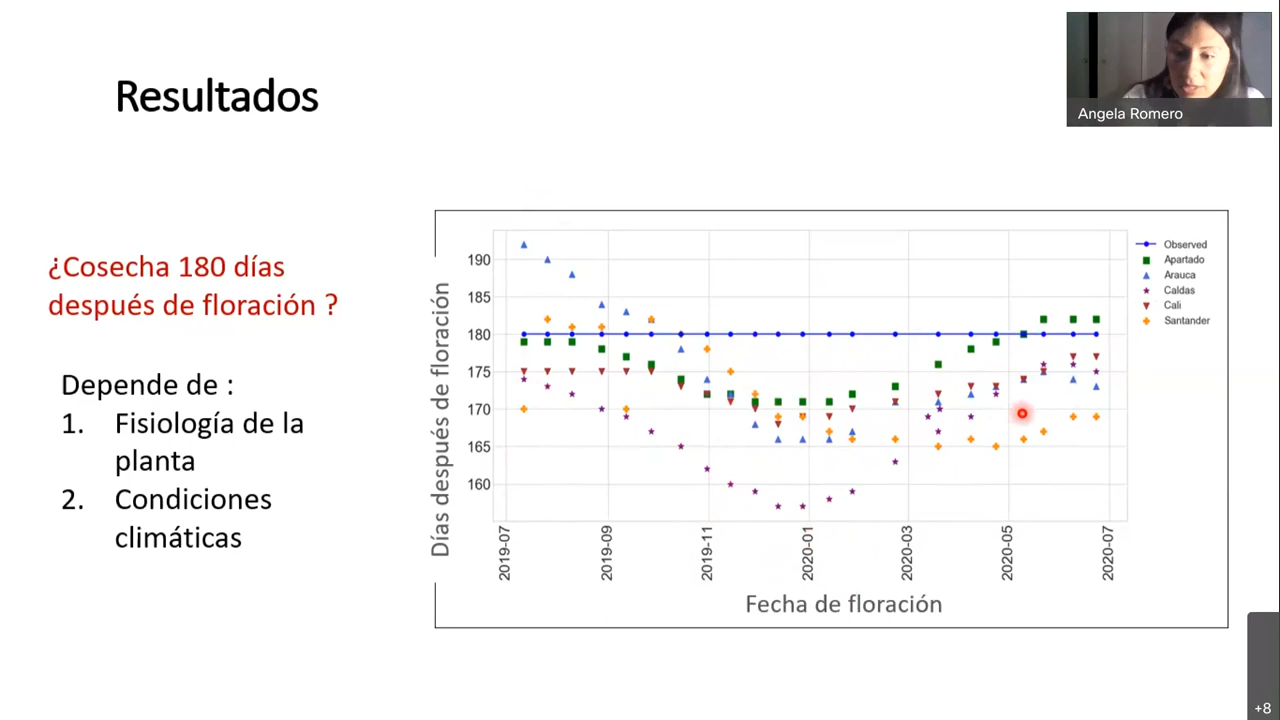 Resultados
Angela Romero
¿Cosecha 180 días
después de floración ?
Depende de :
1. Fisiología de la
planta
2. Condiciones
climáticas
Días después de floración
190
185
180
175
170
165
160
2019-07
2019-09
2019-11
2020-01
2020-03
2020-05
2020-07
Fecha de floración
Observed
Apartado
Arauca
Caldas
Cali
Santander
+8